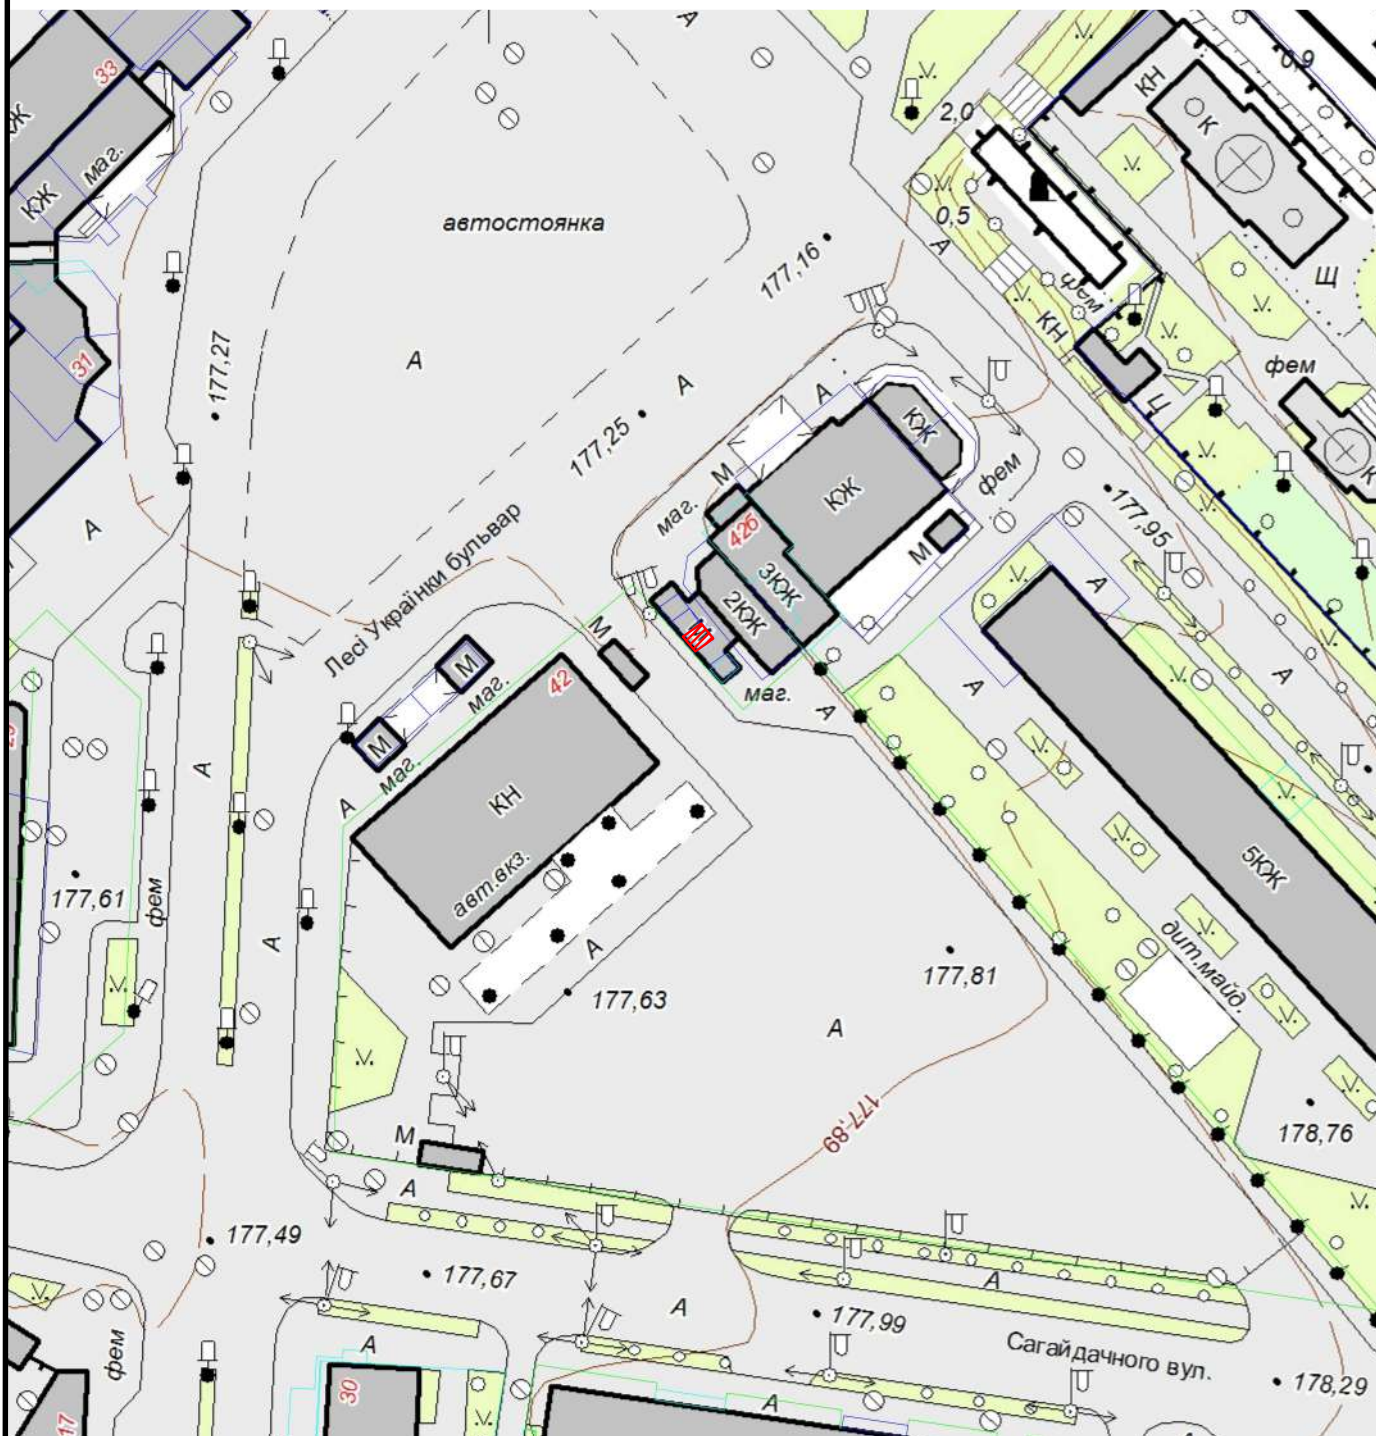 А
33
КЖ
маг.
КЖ
2,0
КН
К
0,9
автостоянка
0,5
А
177,16
фем
Щ
КН
177,27
31
А
А
А
177,25
фем
Ц
КЖ
КЖ
М
маг.
фем
К
А
Лесі Українки бульвар
42б
3КЖ
2КЖ
М
177,95
А
М
М
М
маг.
42
маг.
А
А
А
М
маг.
А
КН
авт.вкз.
А
5КЖ
177,61
фем
А
А
177,63
177,81
дит.майд.
А
177-89
178,76
М
А
177,49
177,67
А
А
177,99
Сагайдачного вул.
178,29
фем
А
30
А
17